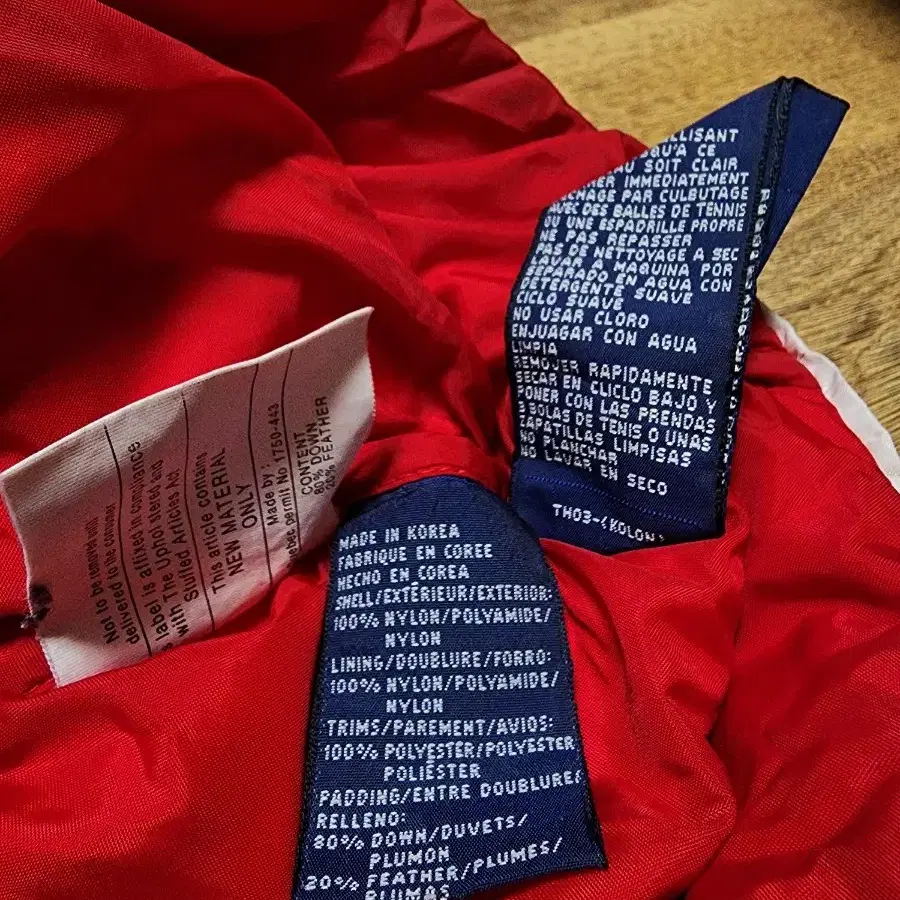 Not to be removed until
delivered to the consumer
label is affixed in compliance
with The Upholstered and
Stuffed Articles Act
This article contains
NEW MATERIAL
ONLY
Made by :
permit No 1750-443
CONTENT
80% DOWN
20% FEATHER
MADE IN KOREA
FABRIQUE EN COREE
HECHO EN COREA
SHELL/EXTÉRIEUR/EXTERIOR:
100% NYLON/POLYAMIDE/
NYLON
LINING/DOUBLURE/FORRO:
100% NYLON/POLYAMIDE/
NYLON
TRIMS/PAREMENT/AVIOS:
100% POLYESTER/POLYESTER
POLIÉSTER
PADDING/ENTRE DOUBLURE/
RELLENO:
80% DOWN/DUVETS/
PLUMON
20% FEATHER/PLUMES/
PLUMAS
LLISANT
QU'A CE
AU SOIT CLAIR
IMMEDIATEMENT
PAR CULBUTAGE
AVEC DES BALLES DE TENNIS
OU UNE ESPADRILLE PROPRE
NE PAS REPASSER
PAS DE NETTOYAGE A SEC
LAVAR A MAQUINA POR
SEPARADO EN AGUA CON
DETERGENTE SUAVE
CICLO SUAVE
NO USAR CLORO
ENJUAGAR CON AGUA
LIMPIA
REMOJER RAPIDAMENTE
SECAR EN CLICLO BAJO Y
PONER CON LAS PRENDAS
3 BOLAS DE TENIS O UNAS
ZAPATILLAS LIMPISAS
NO PLANCHAR
NO LAVAR EN SECO
TH03-(KOLON)